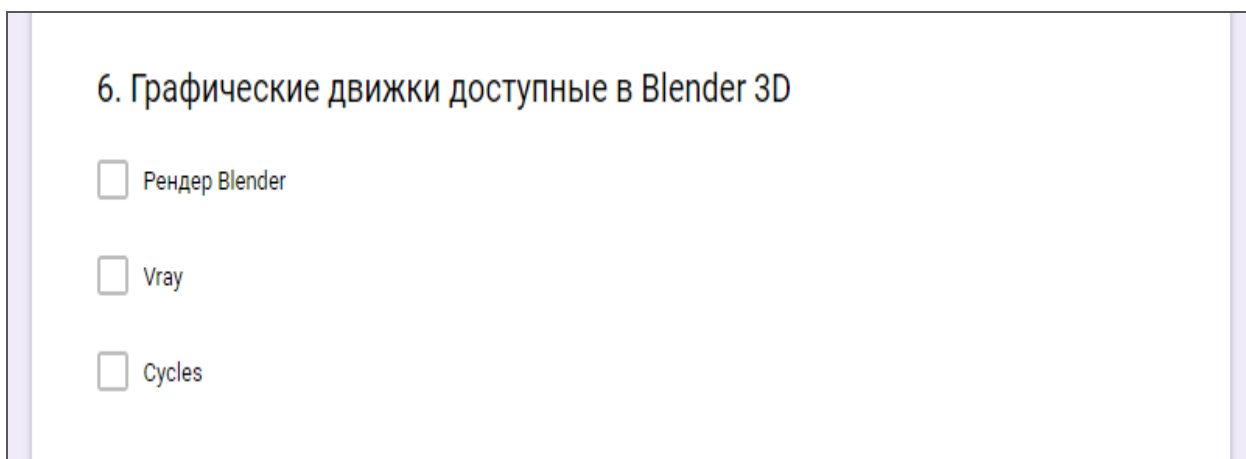 6. Графические движки доступные в Blender 3D
Рендер Blender
Vray
Cycles